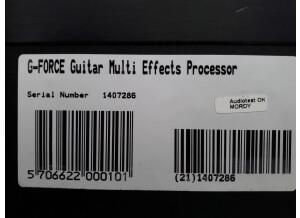 G-FORCE Guitar Multi Effects Processor
Serial Number 1407286
Audiotest OK
MORDY
5 706622 000101
(21)1407286